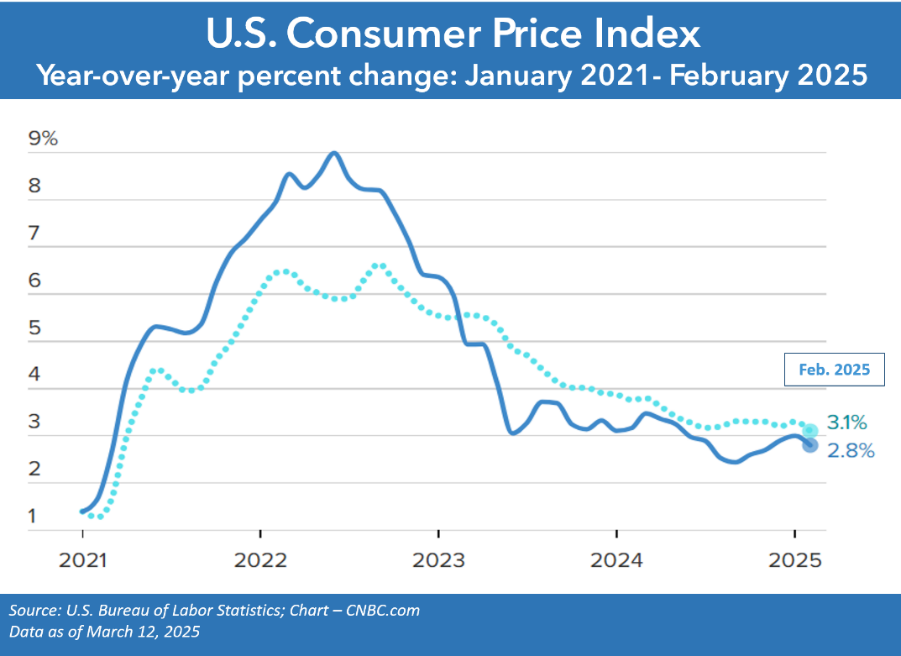 U.S. Consumer Price Index
Year-over-year percent change: January 2021- February 2025
9%
8
7
6
5
4
3
2
1
Feb. 2025
3.1%
2.8%
2021 2022 2023 2024 2025
Source: U.S. Bureau of Labor Statistics; Chart – CNBC.com
Data as of March 12, 2025